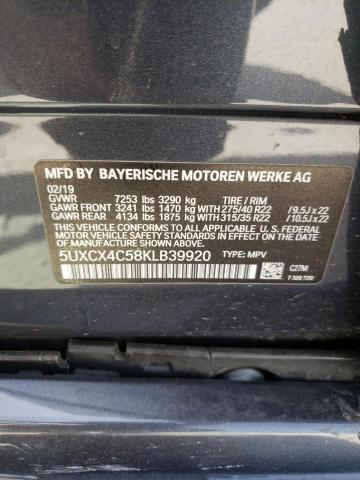 MFD BY BAYERISCHE MOTOREN WERKE AG
02/19
GVWR 7253 lbs 3290 kg TIRE / RIM
GAWR FRONT 3241 lbs 1470 kg 275/40 R22 / 9.5J x 22
GAWR REAR 4134 lbs 1875 kg 315/35 R22 / 10.5J x 22
THIS VEHICLE CONFORMS TO ALL APPLICABLE U.S. FEDERAL
MOTOR VEHICLE SAFETY STANDARDS IN EFFECT ON THE
DATE OF MANUFACTURE SHOWN ABOVE.
5UXCX4C58KLB39920 TYPE: MPV
C27M
7 320 729